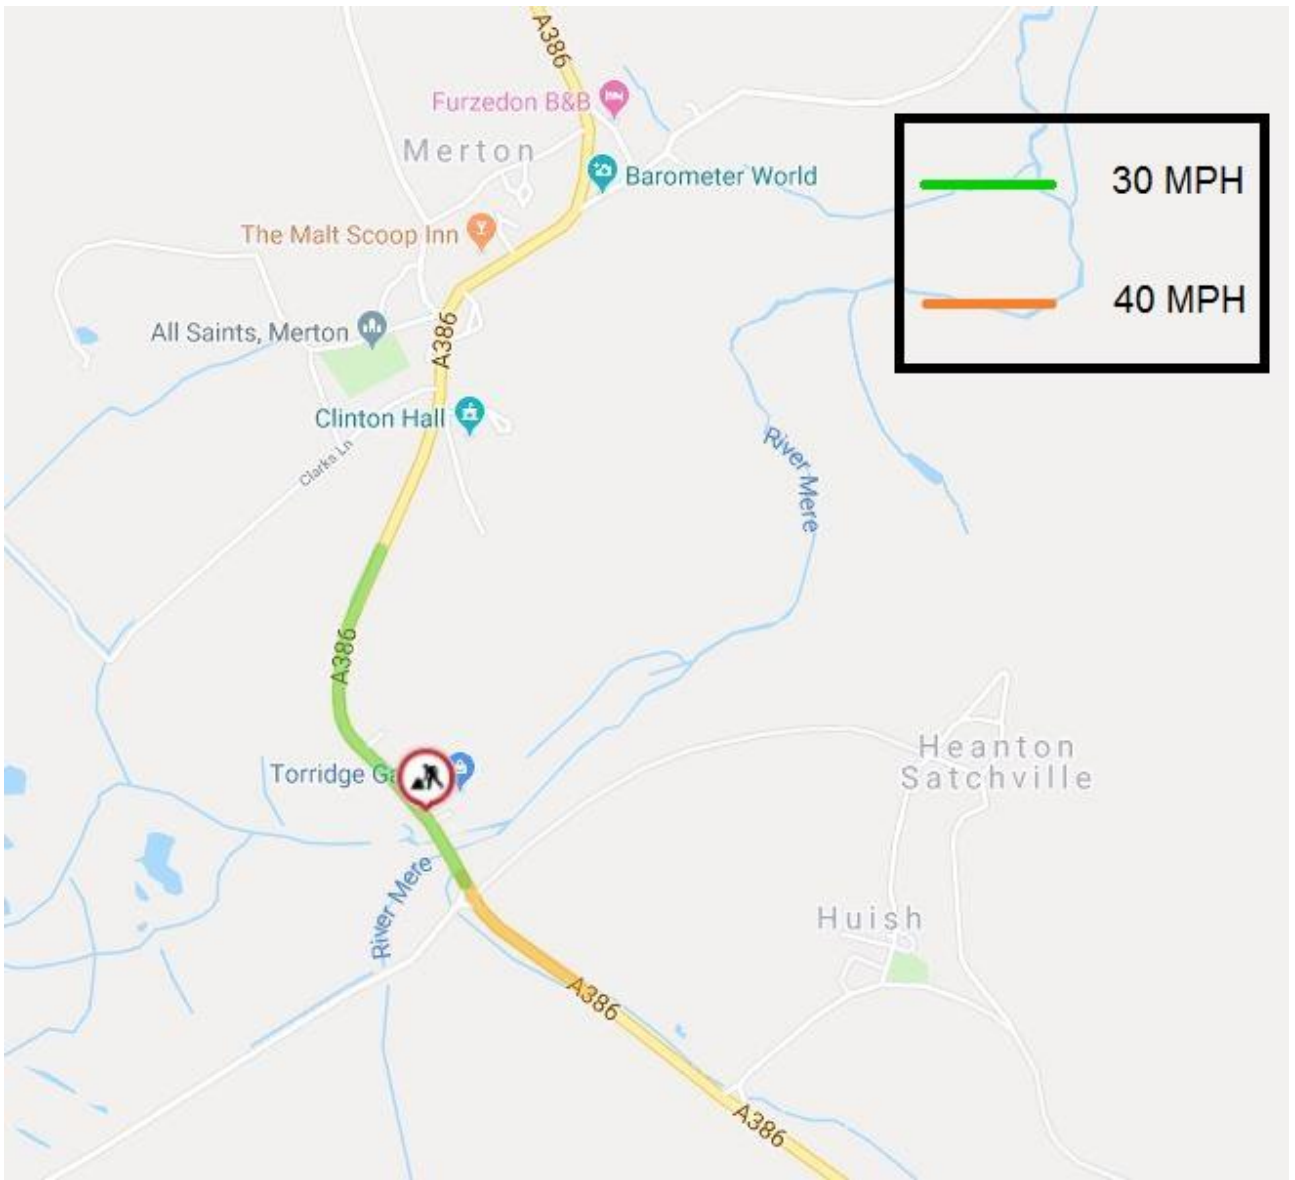 A386
Furzedon B&B
Merton
Barometer World
30 MPH
The Malt Scoop Inn
40 MPH
All Saints, Merton
A386
Clinton Hall
Clarks Ln
River Mere
A386
Heanton
Satchville
Torridge Ga
River Mere
Huish
A386
A386